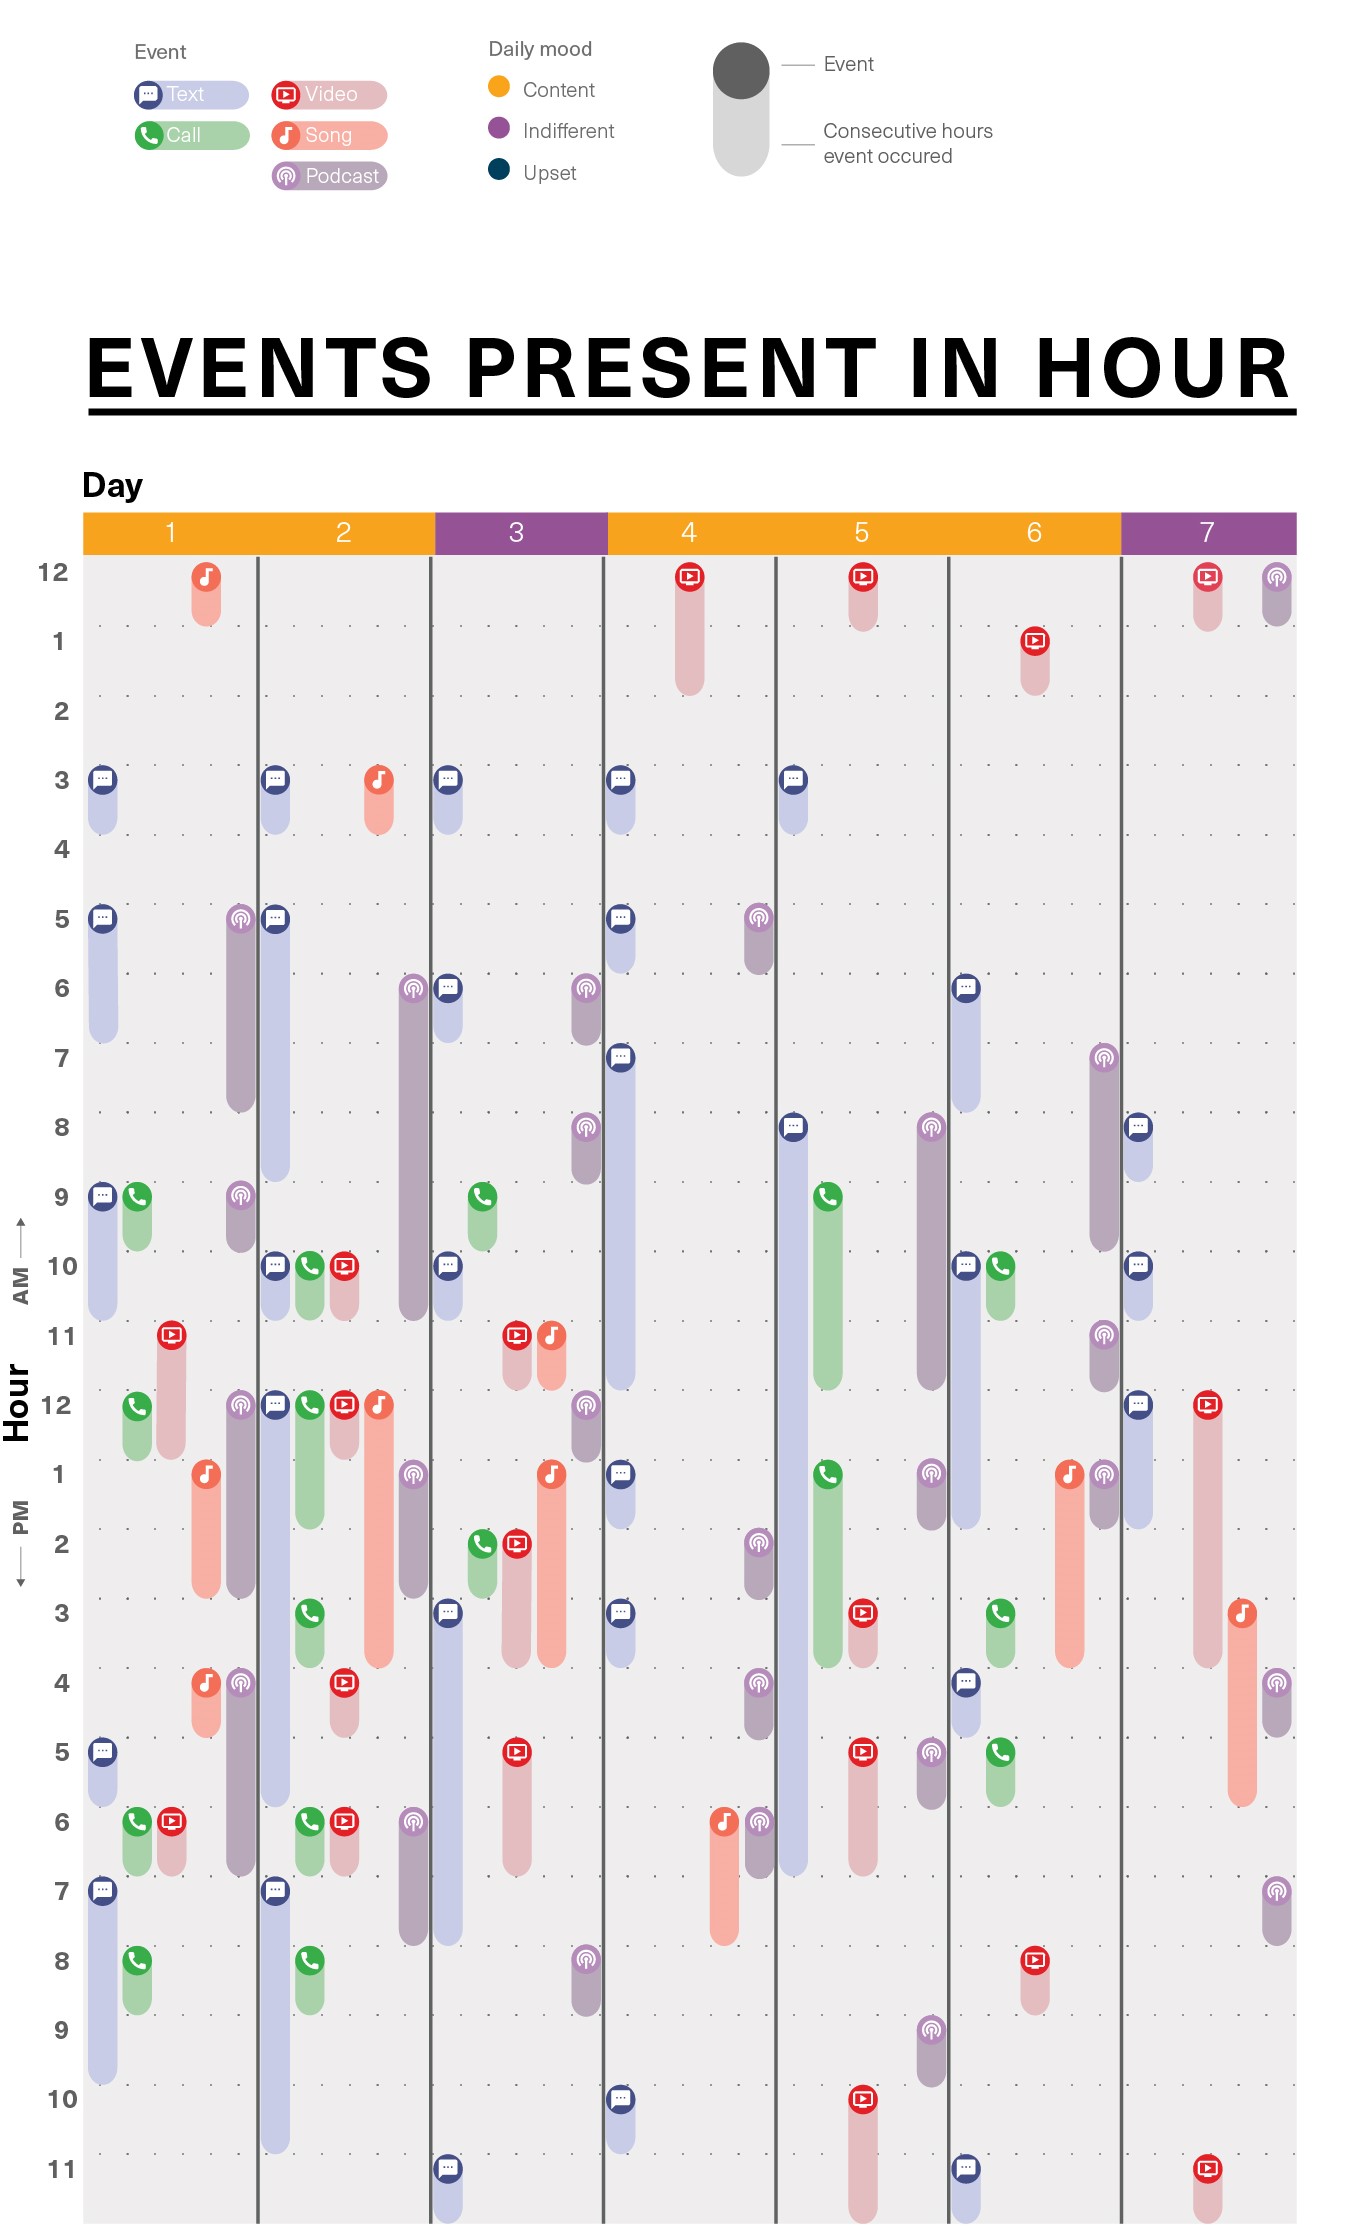 Event
Daily mood
Text
Video
Call
Song
Podcast
Content
Indifferent
Upset
Event
Consecutive hours
event occured
EVENTS PRESENT IN HOUR
Day
1 2 3 4 5 6 7
12
1
2
3
4
5
6
7
8
9
10
11
12
1
2
3
4
5
6
7
8
9
10
11
AM
Hour
PM